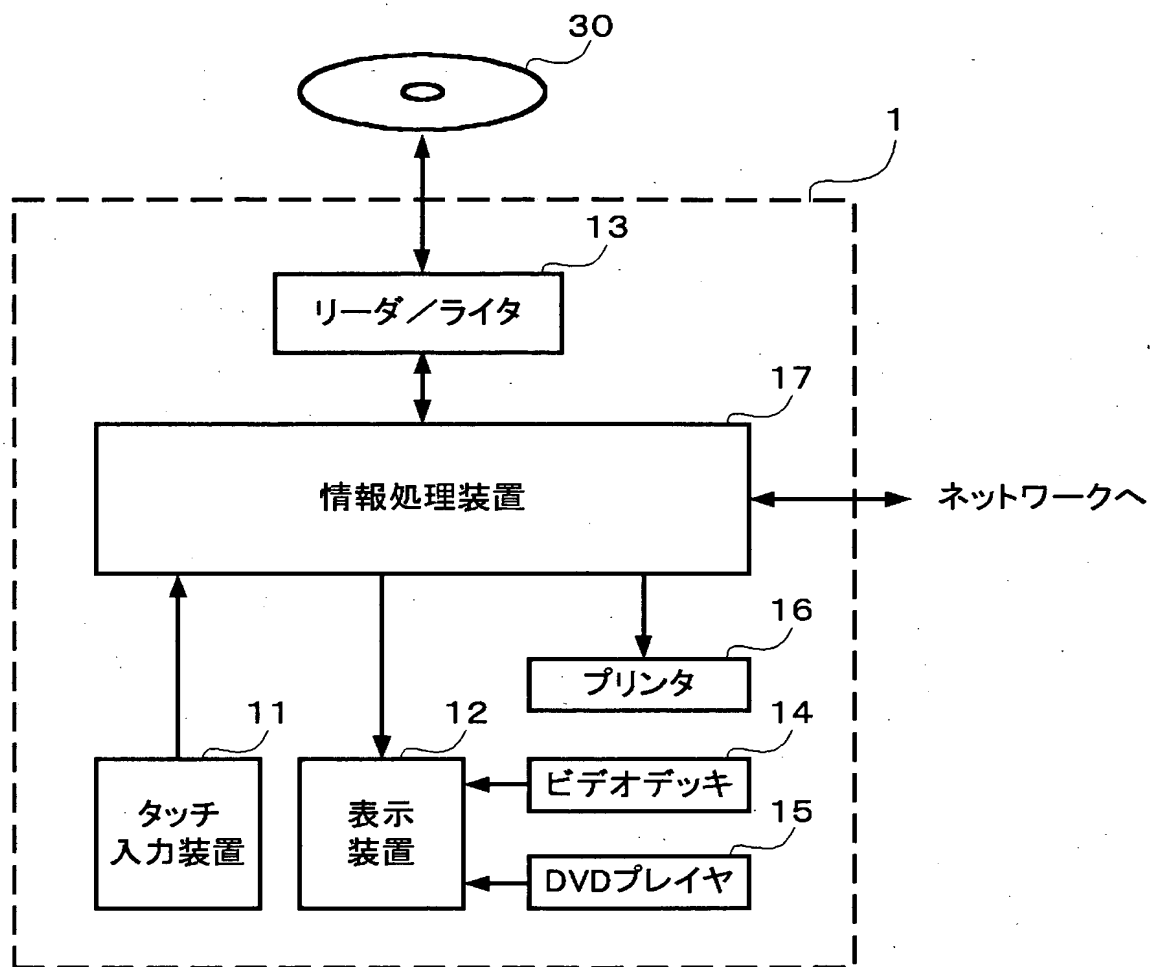 30
1
13
リーダ／ライタ
17
情報処理装置
ネットワークへ
16
プリンタ
11
12
14
タッチ
入力装置
表示
装置
ビデオデッキ
15
DVDプレイヤ